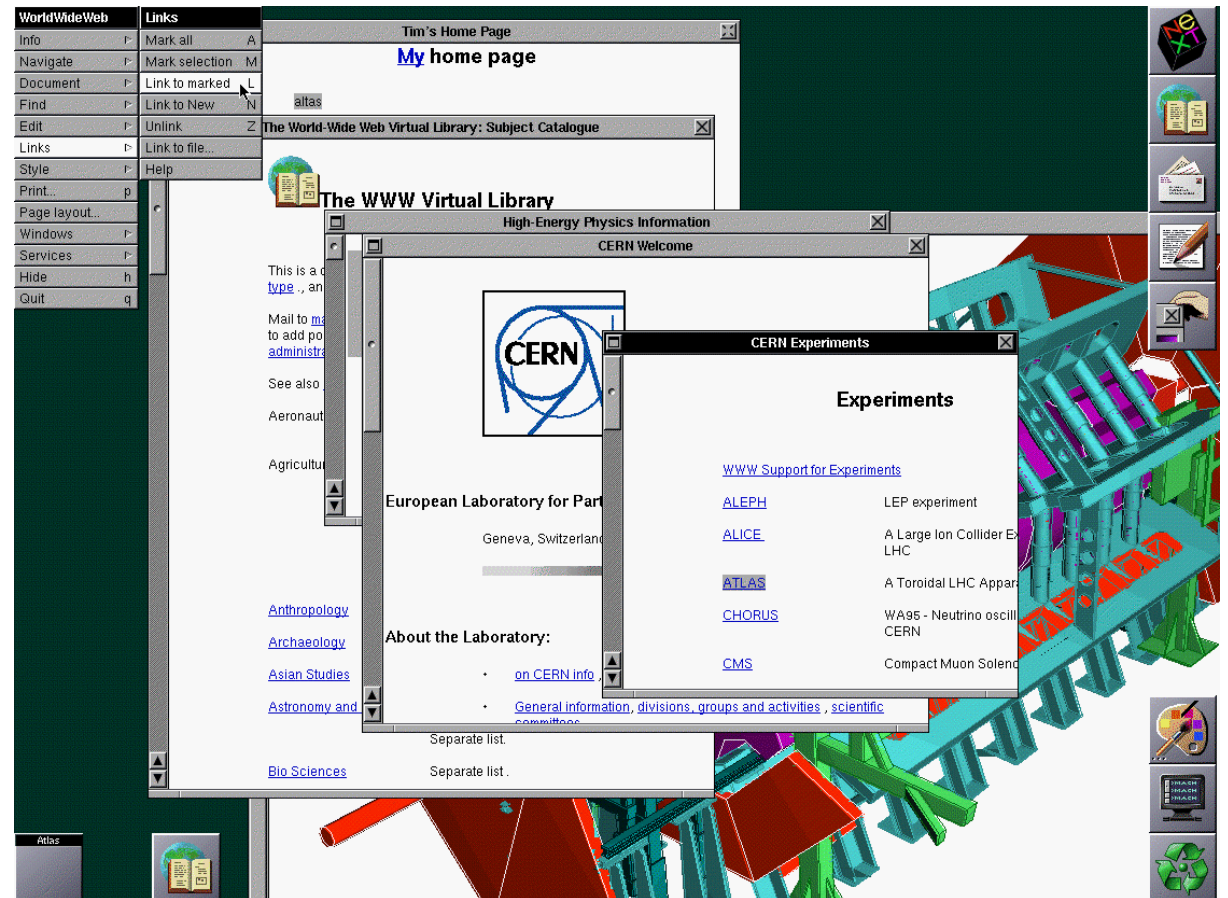 WorldWideWeb
Info
Navigate
Document
Find
Edit
Links
Style
Print... p
Page layout...
Windows
Services
Hide h
Quit q
Links
Mark all A
Mark selection M
Link to marked L
Link to New N
Unlink Z
Link to file...
Help
Tim's Home Page
My home page
altas
The World-Wide Web Virtual Library: Subject Catalogue
The WWW Virtual Library
This is a
type ., an
Mail to
to add po
administra
See also
Aeronaut
Agricultu
Anthropology
Archaeology
Asian Studies
Astronomy and
Separate list.
Bio Sciences Separate list .
High-Energy Physics Information
CERN Welcome
CERN
European Laboratory for Part
Geneva, Switzerland
About the Laboratory:
• on CERN info ,
• General information, divisions, groups and activities , scientific
committees
CERN Experiments
Experiments
WWW Support for Experiments
ALEPH LEP experiment
ALICE A Large Ion Collider E
LHC
ATLAS A Toroidal LHC Appar
CHORUS WA95 - Neutrino oscill
CERN
CMS Compact Muon Soleno
NeXT
Atlas